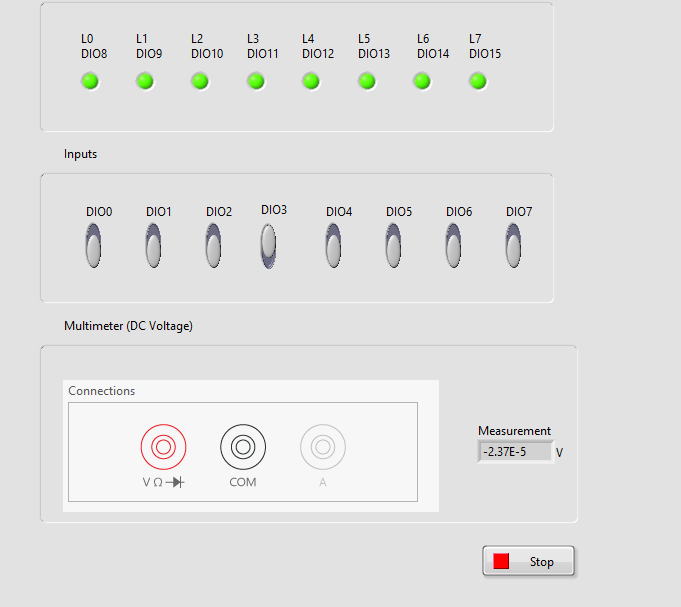 L0 L1 L2 L3 L4 L5 L6 L7
DIO8 DIO9 DIO10 DIO11 DIO12 DIO13 DIO14 DIO15
Inputs
DIO0 DIO1 DIO2 DIO3 DIO4 DIO5 DIO6 DIO7
Multimeter (DC Voltage)
Connections
Measurement
-2.37E-5 V
V Ω COM A
Stop